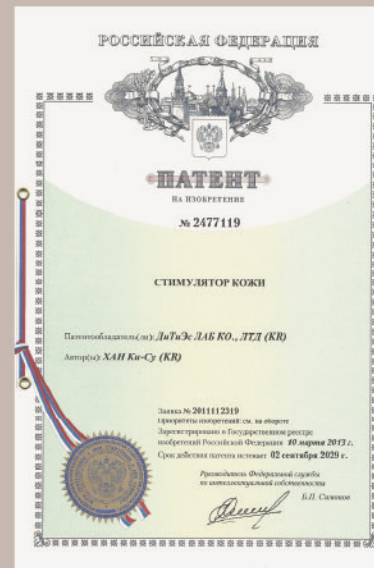 РОССИЙСКАЯ ФЕДЕРАЦИЯ
ПАТЕНТ
НА ИЗОБРЕТЕНИЕ
№ 2477119
СТИМУЛЯТОР КОЖИ
Патентообладатель(ли): ДиТиЭс ЛАБ КО., ЛТД (KR)
Автор(ы): ХАН Ки-Су (KR)
Заявка № 2011112319
Приоритеты изобретений: см. на обороте
Зарегистрировано в Государственном реестре
изобретений Российской Федерации 10 марта 2013 г.
Срок действия патента истекает 02 сентября 2029 г.
Руководитель Федеральной службы
по интеллектуальной собственности
Б.П. Симонов